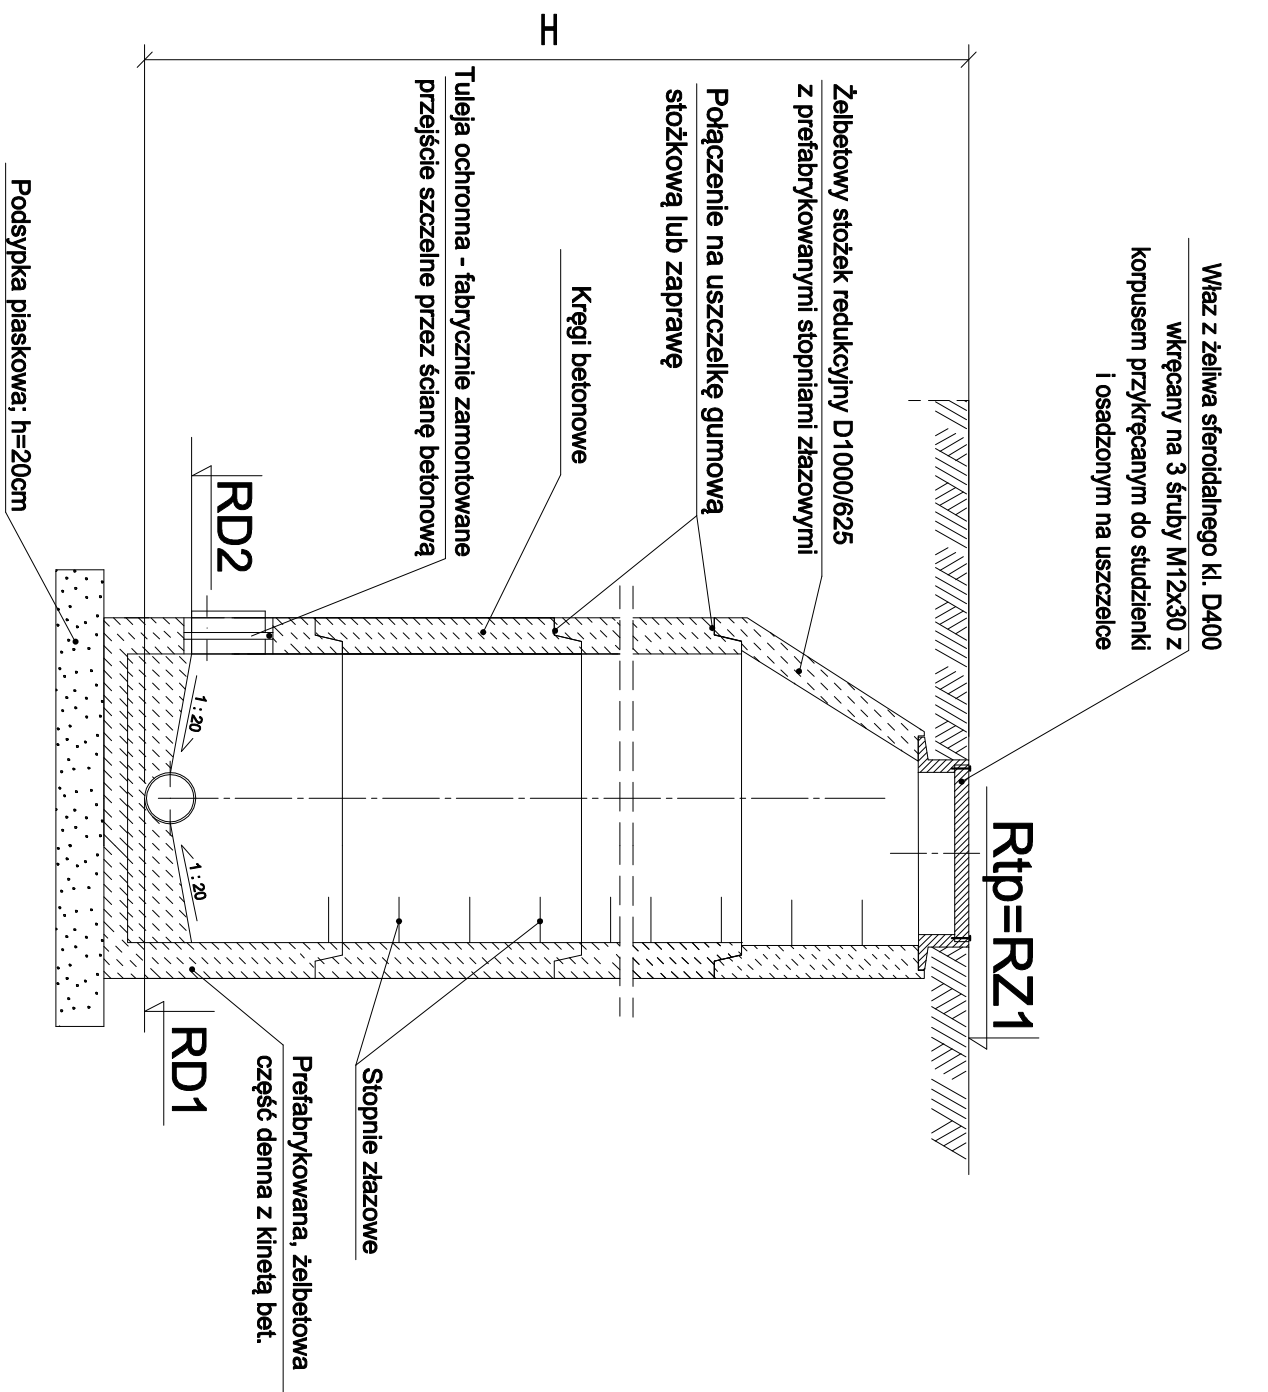 Właz z żeliwa sferoidalnego kl. D400
wkręcany na 3 śruby M12x30 z
korpusem przykręcanym do studzienki
i osadzonym na uszczelce
Rtp=RZ1
H
Żelbetowy stożek redukcyjny D1000/625
z prefabrykowanymi stopniami złazowymi
Połączenie na uszczelkę gumową
stożkową lub zaprawę
Kręgi betonowe
Tuleja ochronna - fabrycznie zamontowane
przejście szczelne przez ścianę betonową
Stopnie złazowe
Prefabrykowana, żelbetowa
część denna z kinetą bet.
RD2
1:20
1:20
RD1
Podsypka piaskowa; h=20cm